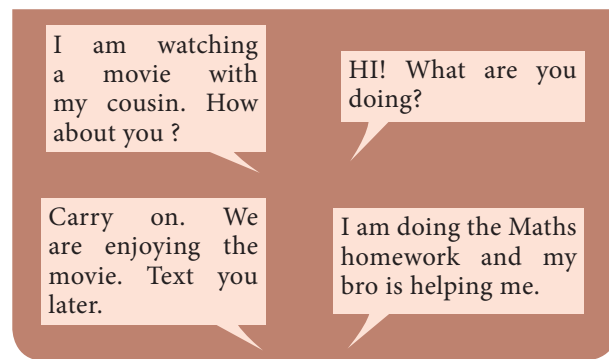 I am watching
a movie with
my cousin. How
about you ?
HI! What are you
doing?
Carry on. We
are enjoying the
movie. Text you
later.
I am doing the Maths
homework and my
bro is helping me.